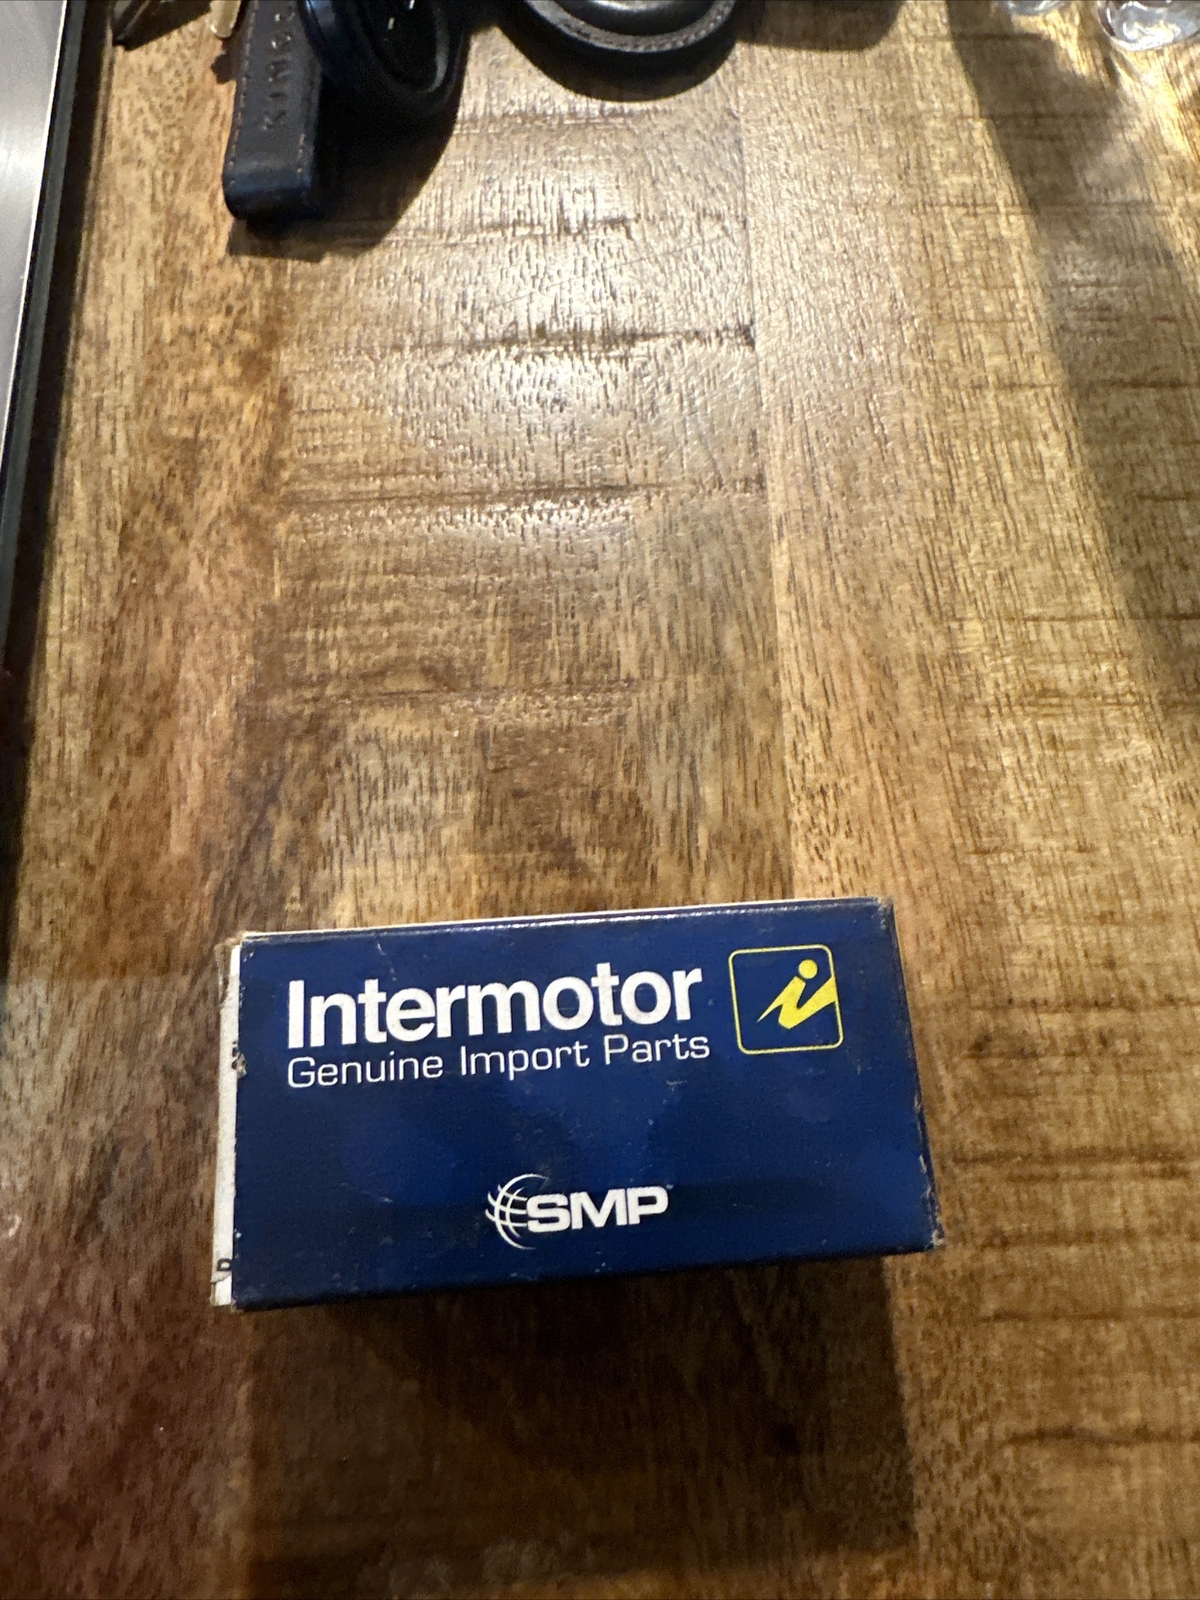 Intermotor
Genuine Import Parts
SMP